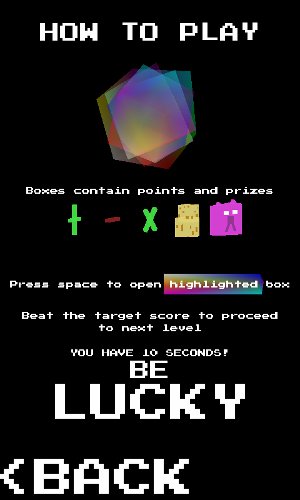 HOW TO PLAY
Boxes contain points and prizes
+ - x
Press space to open highlighted box
Beat the target score to proceed
to next level
YOU HAVE 10 SECONDS!
BE
LUCKY
<BACK